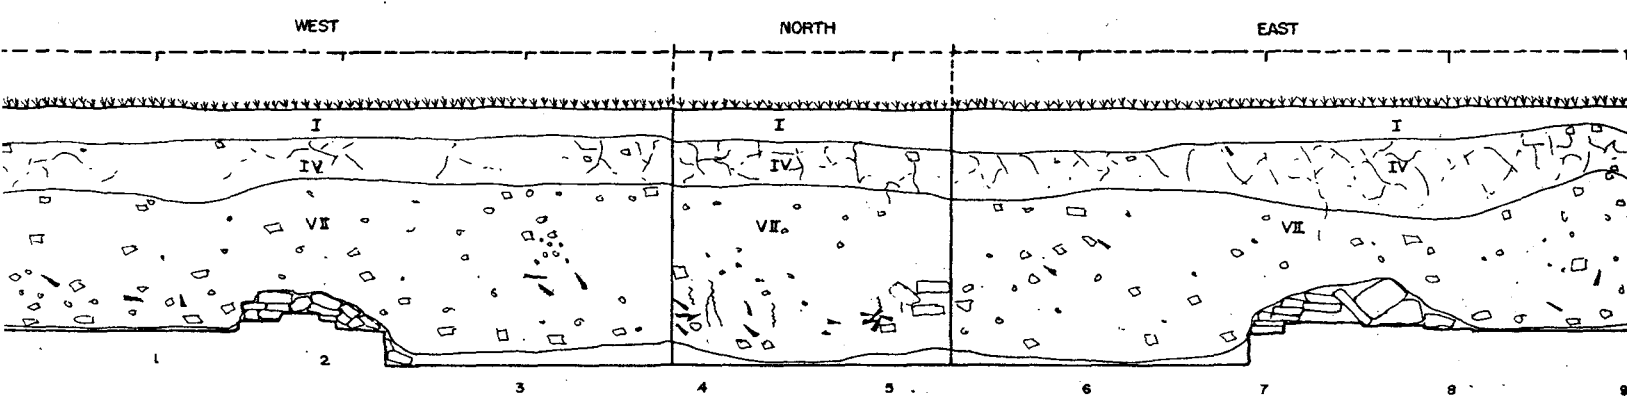 WEST NORTH EAST
I I I
IV IV IV
VII VII VII
1 2 3 4 5 6 7 8 9